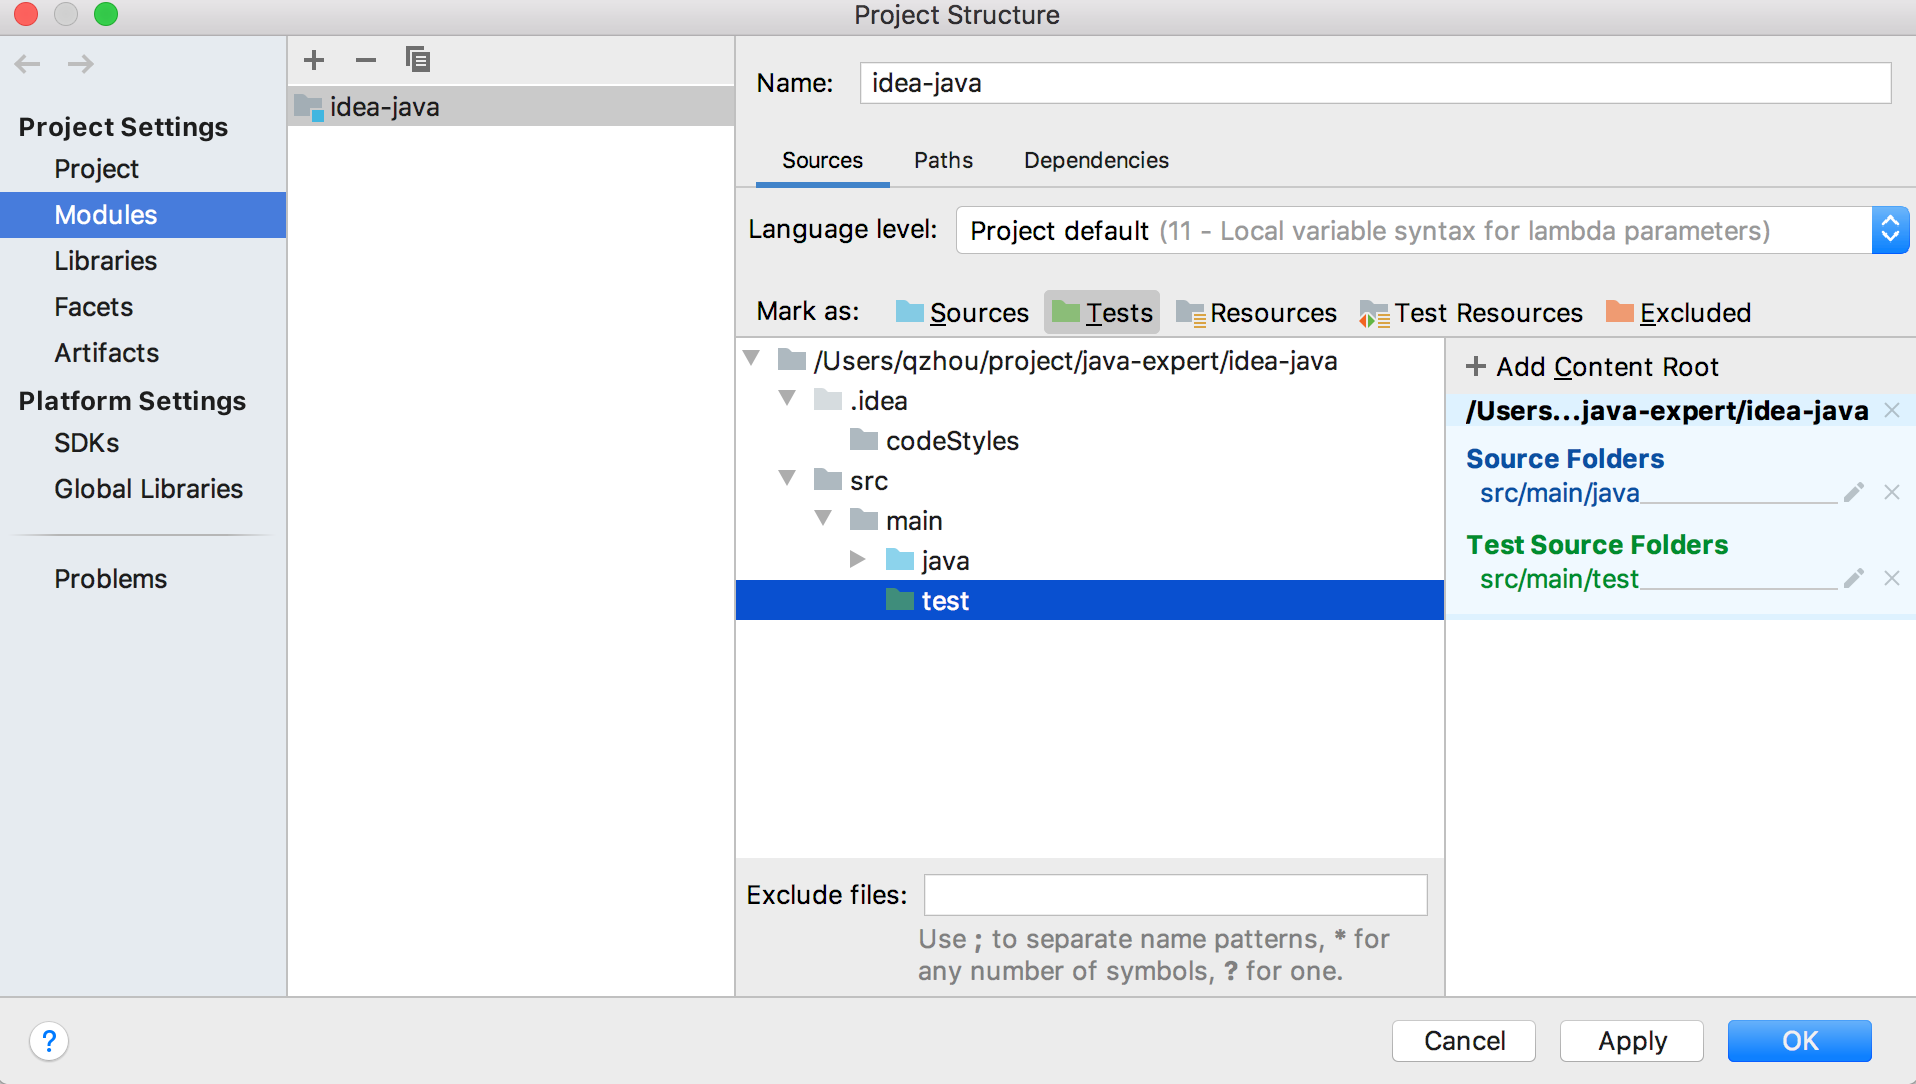 Project Structure
Project Settings
Project
Modules
Libraries
Facets
Artifacts
Platform Settings
SDKs
Global Libraries
Problems
idea-java
Name: idea-java
Sources Paths Dependencies
Language level: Project default (11 - Local variable syntax for lambda parameters)
Mark as: Sources Tests Resources Test Resources Excluded
/Users/qzhou/project/java-expert/idea-java
.idea
codeStyles
src
main
java
test
Exclude files:
Use ; to separate name patterns, * for
any number of symbols, ? for one.
+ Add Content Root
/Users...java-expert/idea-java
Source Folders
src/main/java
Test Source Folders
src/main/test
? Cancel Apply OK